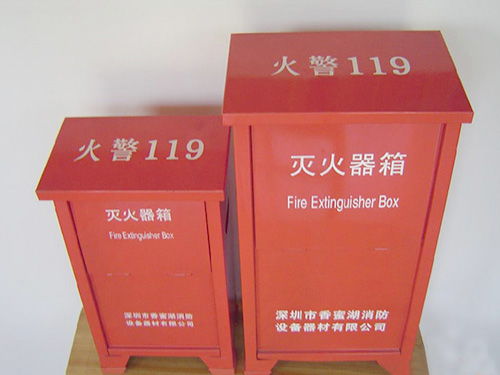 火警119
灭火器箱
Fire Extinguisher Box
深圳市香蜜湖消防
设备器材有限公司
火警119
灭火器箱
Fire Extinguisher Box
深圳市香蜜湖消防
设备器材有限公司